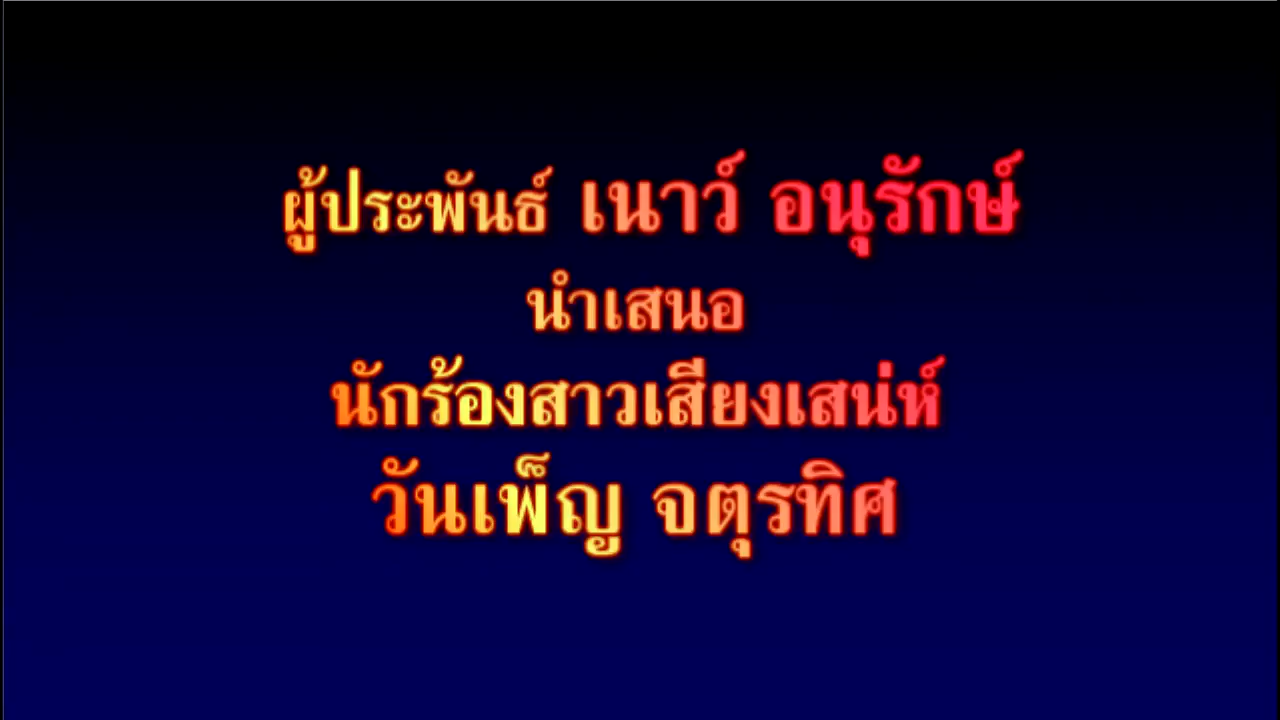 ผู้ประพันธ์ เนาว์ อนุรักษ์
นำเสนอ
นักร้องสาวเสียงเสน่ห์
วันเพ็ญ จตุรทิศ